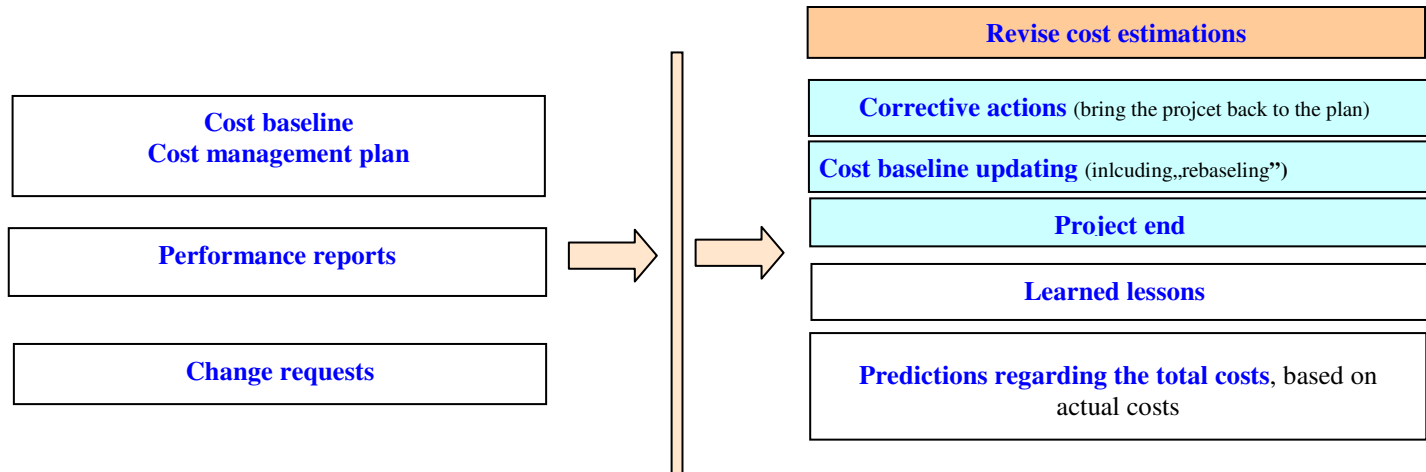 Cost baseline
Cost management plan
Performance reports
Change requests
Revise cost estimations
Corrective actions (bring the projcet back to the plan)
Cost baseline updating (inlcuding„rebaseling”)
Project end
Learned lessons
Predictions regarding the total costs, based on
actual costs